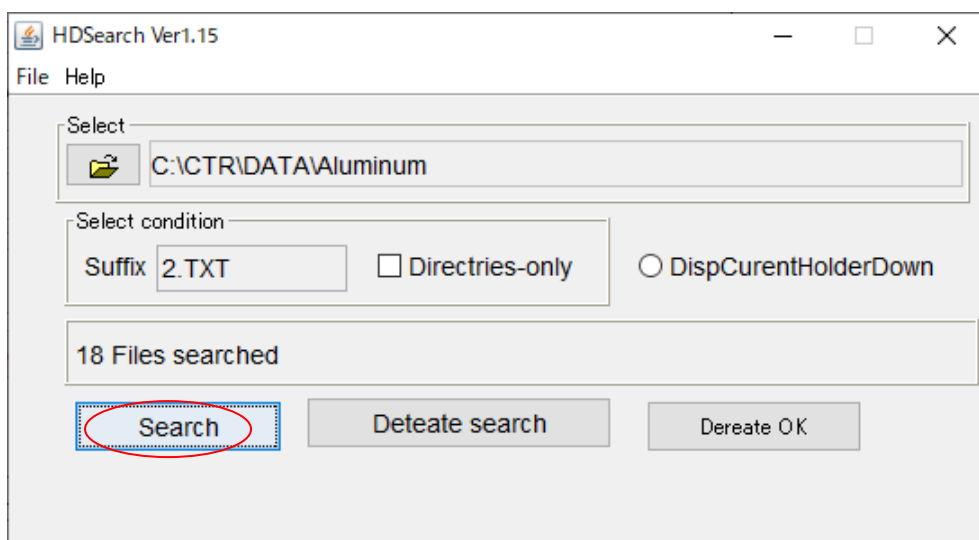 HDSearch Ver1.15
File Help
Select
C:\CTR\DATA\Aluminum
Select condition
Suffix 2.TXT Directries-only DispCurentHolderDown
18 Files searched
Search Deteate search Dereate OK